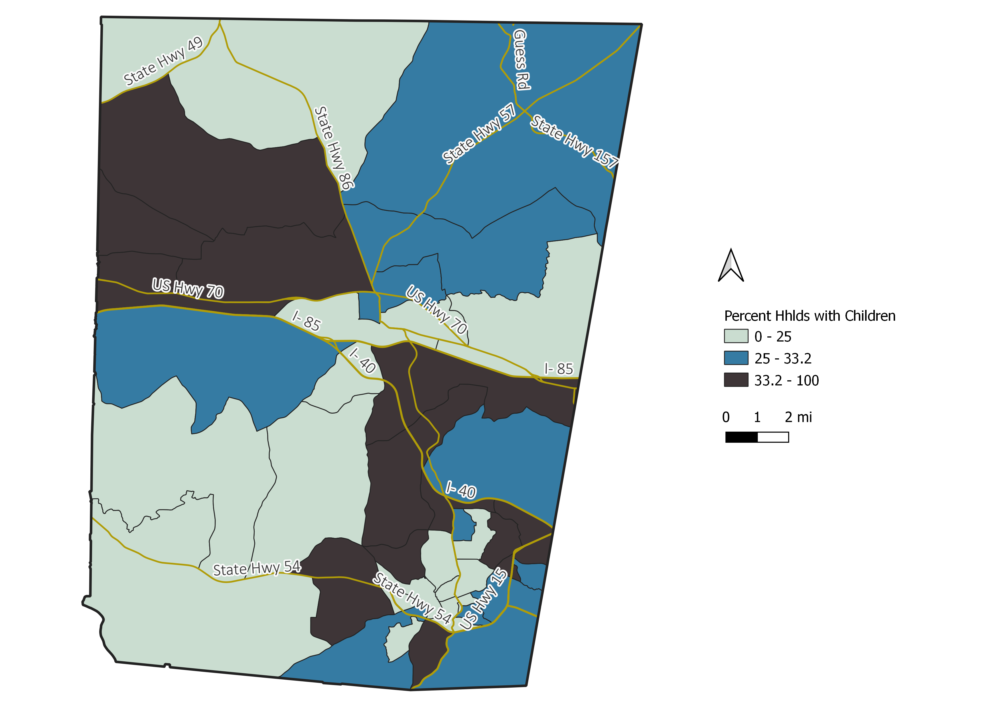 State Hwy 49
Guess Rd
State Hwy 86
State Hwy 57
State Hwy 157
US Hwy 70
US Hwy 70
I- 85
I- 40
I- 85
I- 40
State Hwy 54
State Hwy 54
US Hwy 15
Percent Hhlds with Children
0 - 25
25 - 33.2
33.2 - 100
0 1 2 mi